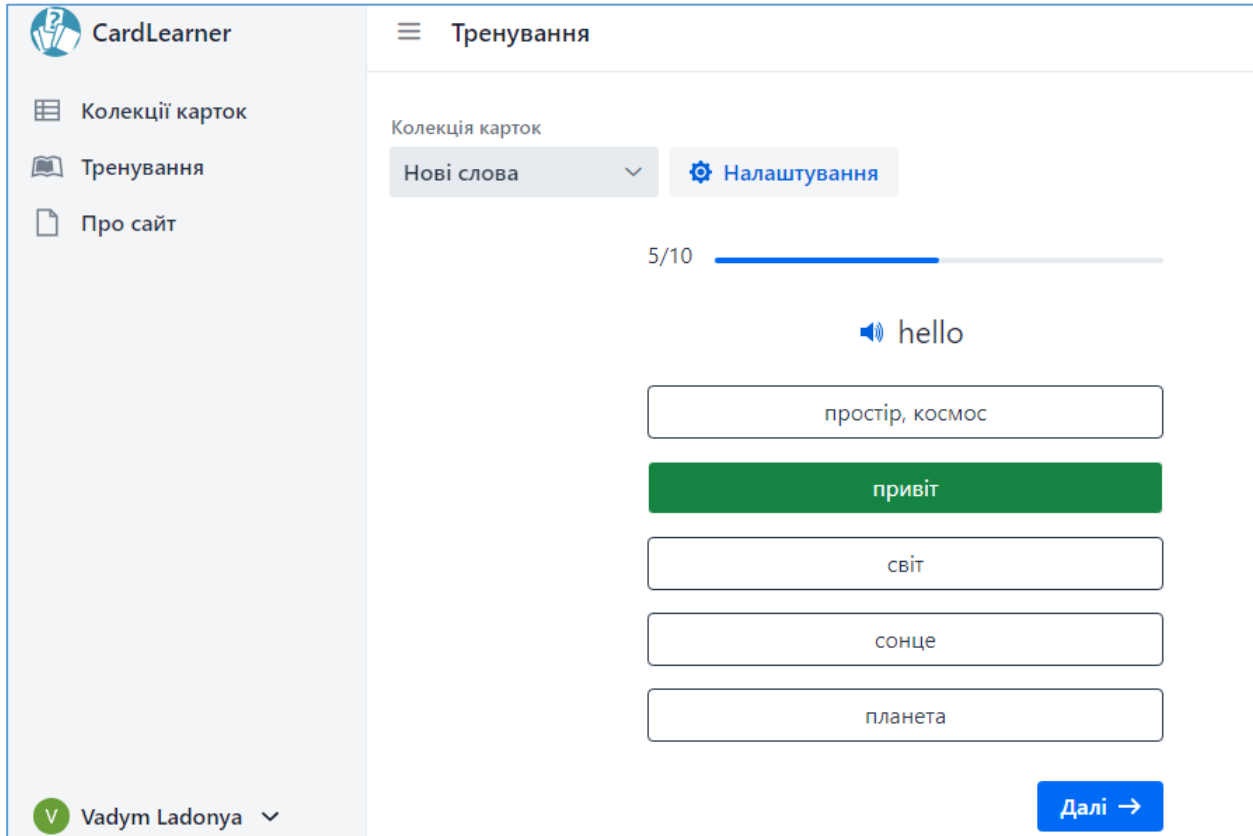 CardLearner
Колекції карток
Тренування
Про сайт
Vadym Ladonya
V
Тренування
Колекція карток
Нові слова
Налаштування
5/10
hello
простір, космос
привіт
світ
сонце
планета
Далі →